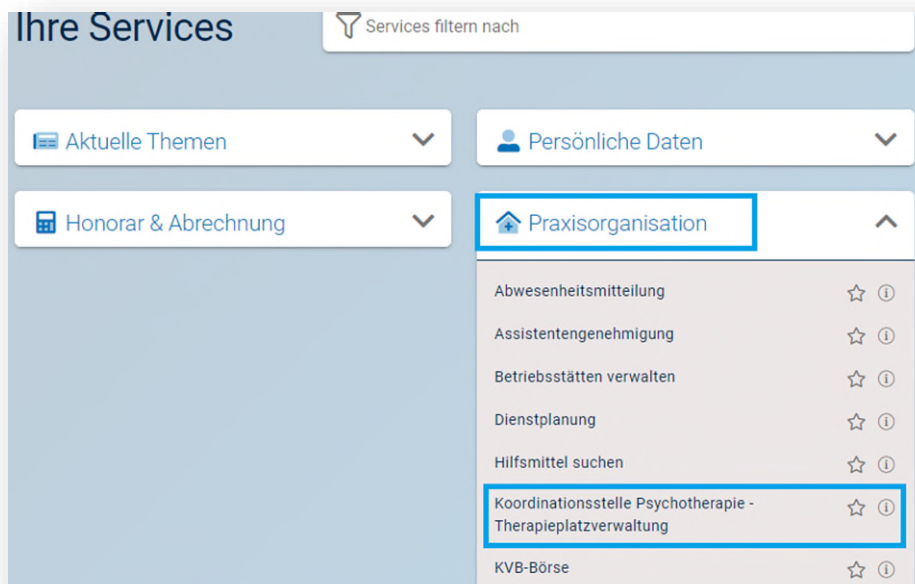 Ihre Services
Services filtern nach
Aktuelle Themen
Persönliche Daten
Honorar & Abrechnung
Praxisorganisation
Abwesenheitsmitteilung
Assistentengenehmigung
Betriebsstätten verwalten
Dienstplanung
Hilfsmittel suchen
Koordinationsstelle Psychotherapie -
Therapieplatzverwaltung
KVB-Börse